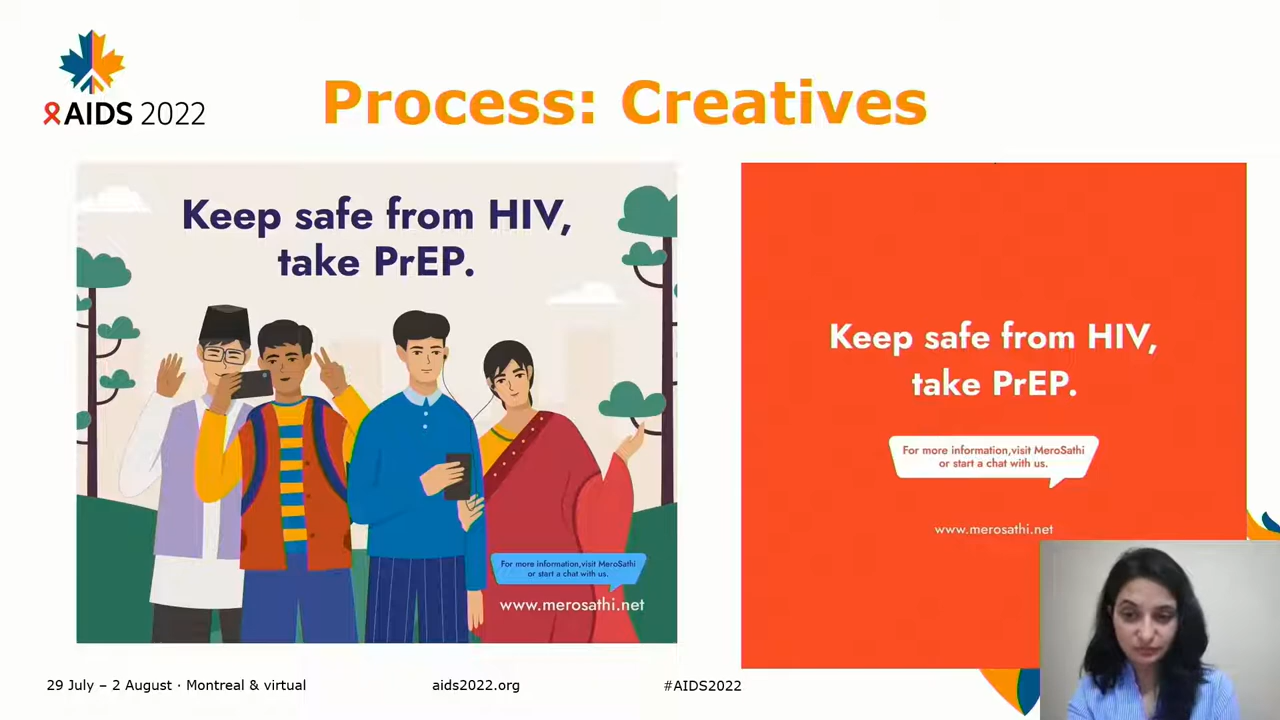 AIDS 2022
Process: Creatives
Keep safe from HIV,
take PrEP.
For more information,visit MeroSathi
or start a chat with us.
www.merosathi.net
Keep safe from HIV,
take PrEP.
For more information,visit MeroSathi
or start a chat with us.
www.merosathi.net
29 July – 2 August · Montreal & virtual
aids2022.org
#AIDS2022